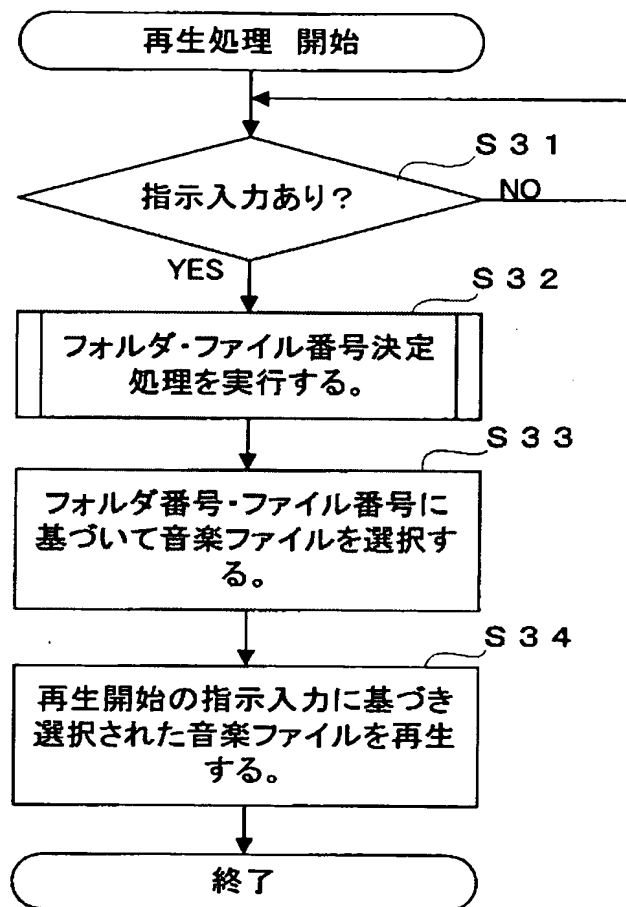 再生処理 開始
S31
指示入力あり?
NO
YES
S32
フォルダ・ファイル番号決定
処理を実行する。
S33
フォルダ番号・ファイル番号に
基づいて音楽ファイルを選択す
る。
S34
再生開始の指示入力に基づき
選択された音楽ファイルを再生
する。
終了